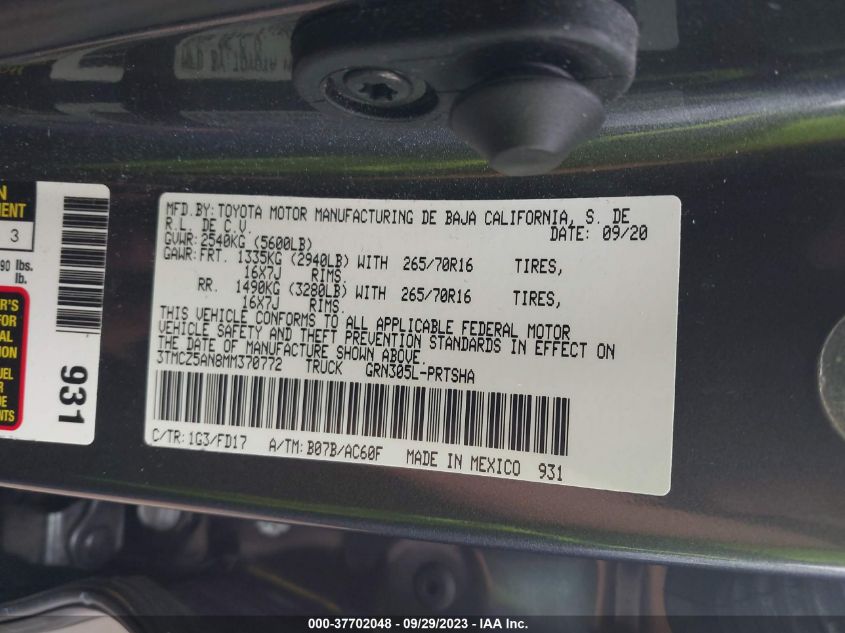 MFD.BY:TOYOTA MOTOR MANUFACTURING DE BAJA CALIFORNIA, S. DE
R.L. DE C.V. DATE: 09/20
GVWR:2540KG (5600LB)
GAWR:FRT. 1335KG (2940LB)WITH 265/70R16 TIRES,
16X7J RIMS.
RR. 1490KG (3280LB)WITH 265/70R16 TIRES,
16X7J RIMS.
THIS VEHICLE CONFORMS TO ALL APPLICABLE FEDERAL MOTOR
VEHICLE SAFETY AND THEFT PREVENTION STANDARDS IN EFFECT ON
THE DATE OF MANUFACTURE SHOWN ABOVE.
3TMCZ5AN8MM370772 TRUCK GRN305L-PRTSHA
C/TR:1G3/FD17 A/TM:B07B/AC60F MADE IN MEXICO 931
3
90 lbs.
lb.
931
000-37702048 - 09/29/2023 - IAA, Inc.